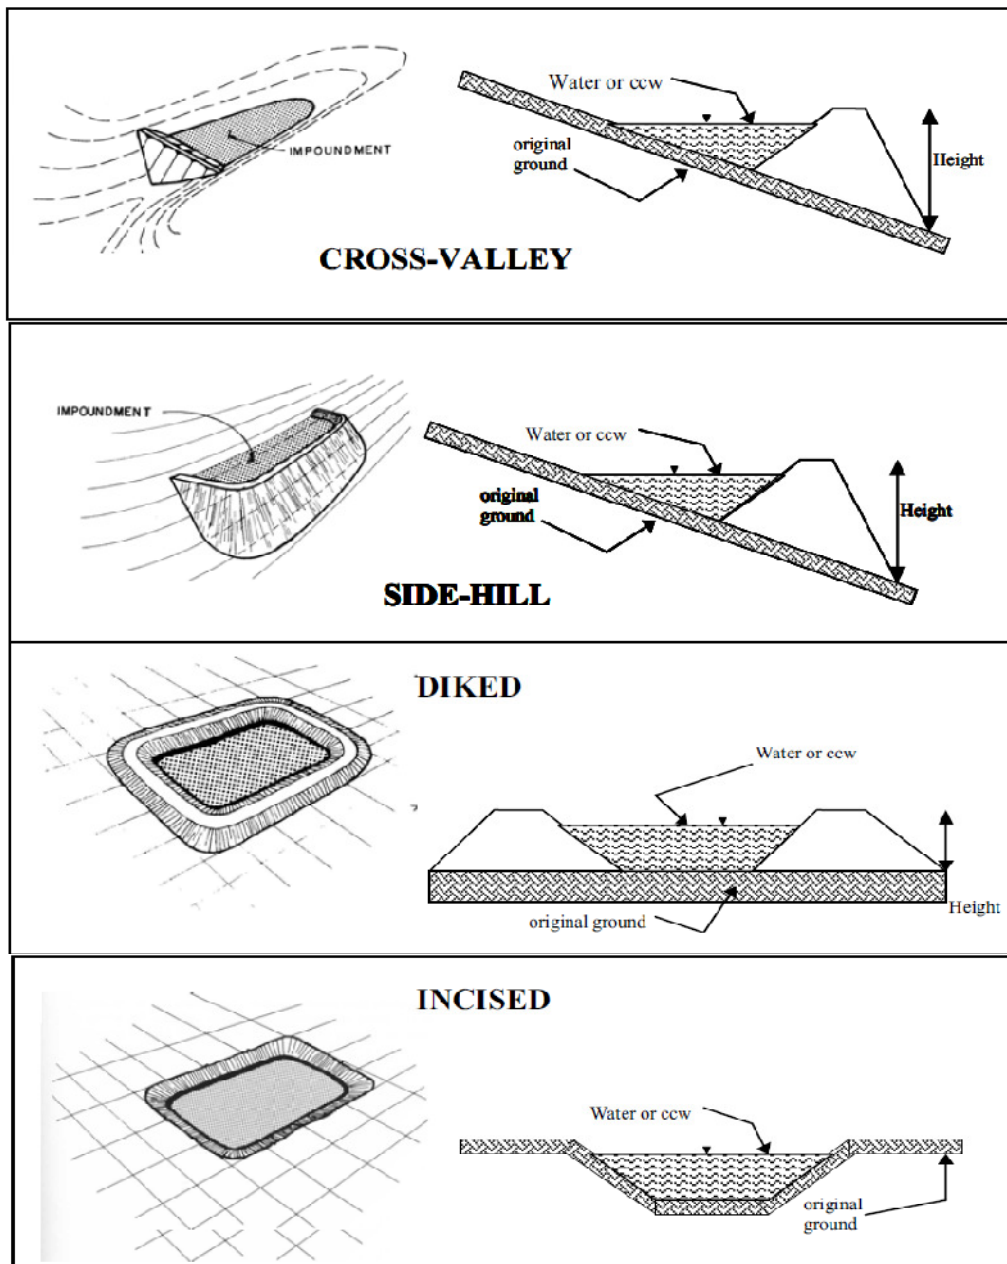 IMPOUNDMENT
Water or ccw
original
ground
Height
CROSS-VALLEY
IMPOUNDMENT
Water or ccw
original
ground
Height
SIDE-HILL
DIKED
Water or ccw
original ground
Height
INCISED
Water or ccw
original
ground